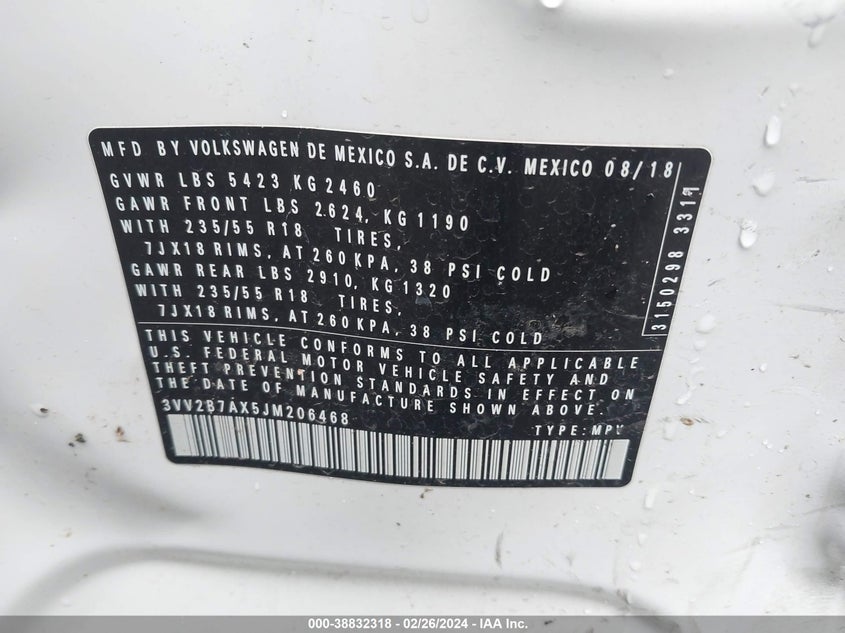 MFD BY VOLKSWAGEN DE MEXICO S.A. DE C.V. MEXICO 08/18
GVWR LBS 5423 KG 2460
GAWR FRONT LBS 2624, KG 1190
WITH 235/55 R18 TIRES,
7JX18 RIMS, AT 260 KPA, 38 PSI COLD
GAWR REAR LBS 2910, KG 1320
WITH 235/55 R18 TIRES,
7JX18 RIMS, AT 260 KPA, 38 PSI COLD
THIS VEHICLE CONFORMS TO ALL APPLICABLE
U.S. FEDERAL MOTOR VEHICLE SAFETY AND
THEFT PREVENTION STANDARDS IN EFFECT ON
THE DATE OF MANUFACTURE SHOWN ABOVE.
3VV2B7AX5JM206468
TYPE: MPV
3150298 3311
000-38832318 - 02/26/2024 - IAA Inc.